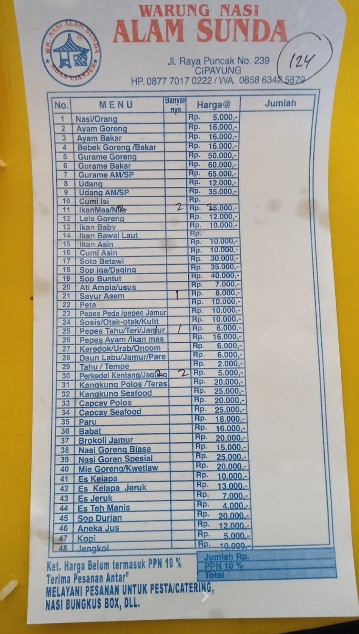 WR. NASI ALAM SUNDA
KHAS CIANJUR
WARUNG NASI
ALAM SUNDA
Jl. Raya Puncak No. 239
CIPAYUNG
HP. 0877 7017 0222 / WA. 0858 6342 5879
124
No. MENU Banyak nya Harga@ Jumlah
1 Nasi/Orang Rp. 5.000,-
2 Ayam Goreng Rp. 16.000,-
3 Ayam Bakar Rp. 16.000,-
4 Bebek Goreng /Bakar Rp. 16.000,-
5 Gurame Goreng Rp. 50.000,-
6 Gurame Bakar Rp. 60.000,-
7 Gurame AM/SP Rp. 65.000,-
8 Udang Rp. 12.000,-
9 Udang AM/SP Rp. 35.000,-
10 Cumi Isi Rp.
11 IkanMas/ 2 Rp. 25.000,-
12 Lele Goreng Rp. 12.000,-
13 Ikan Baby Rp. 10.000,-
14 Ikan Bawal Laut Rp.
15 Ikan Asin Rp. 10.000,-
16 Cumi Asin Rp. 10.000,-
17 Soto Betawi Rp. 30.000,-
18 Sop Iga/Daging Rp. 35.000,-
19 Sop Buntut Rp. 40.000,-
20 Ati Ampla/usus Rp. 7.000,-
21 Sayur Asem 1 Rp. 6.000,-
22 Pete Rp. 10.000,-
23 Pepes Peda /pepes Jamur Rp. 10.000,-
24 Sosis/Otak-otak/Kulit Rp. 10.000,-
25 Pepes Tahu/Teri/Jamur 1 Rp. 6.000,-
26 Pepes Ayam /ikan mas Rp. 16.000,-
27 Keredok/Urab/Oncom Rp. 6.000,-
28 Daun Labu/Jamur/Pare Rp. 6.000,-
29 Tahu / Tempe Rp. 2.000,-
30 Perkedel Kentang/Jagung 2 Rp. 5.000,-
31 Kangkung Polos /Teras Rp. 20.000,-
32 Kangkung Seafood Rp. 25.000,-
33 Capcay Polos Rp. 20.000,-
34 Capcay Seafood Rp. 25.000,-
35 Paru Rp. 18.000,-
36 Babat Rp. 16.000,-
37 Brokoli Jamur Rp. 20.000,-
38 Nasi Goreng Biasa Rp. 15.000,-
39 Nasi Goran Spesial Rp. 25.000,-
40 Mie Goreng/Kwetlaw Rp. 20.000,-
41 Es Kelapa Rp. 10.000,-
42 Es Kelapa Jeruk Rp. 13.000,-
43 Es Jeruk Rp. 7.000,-
44 Es Teh Manis Rp. 4.000,-
45 Sop Durian Rp. 20.000,-
46 Aneka Jus Rp. 12.000,-
47 Kopi Rp. 5.000,-
48 Jengkol Rp. 10.000,-
Ket. Harga Belum termasuk PPN 10 % Jumlah Rp.
Terima Pesanan Antar" PPN 10 %
MELAYANI PESANAN UNTUK PESTA/CATERING, Total
NASI BUNGKUS BOX, DLL.